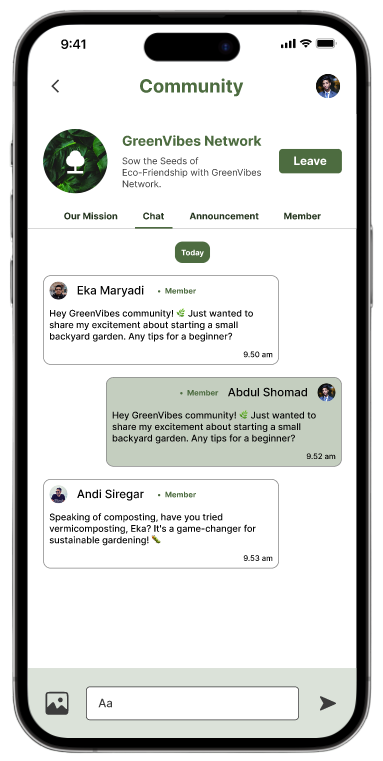 9:41
Community
GreenVibes Network
Sow the Seeds of
Eco-Friendship with GreenVibes
Network.
Leave
Our Mission Chat Announcement Member
Today
Eka Maryadi • Member
Hey GreenVibes community! 🌿 Just wanted to
share my excitement about starting a small
backyard garden. Any tips for a beginner?
9.50 am
• Member Abdul Shomad
Hey GreenVibes community! 🌿 Just wanted to
share my excitement about starting a small
backyard garden. Any tips for a beginner?
9.52 am
Andi Siregar • Member
Speaking of composting, have you tried
vermicomposting, Eka? It's a game-changer for
sustainable gardening! 🐛
9.53 am
Aa